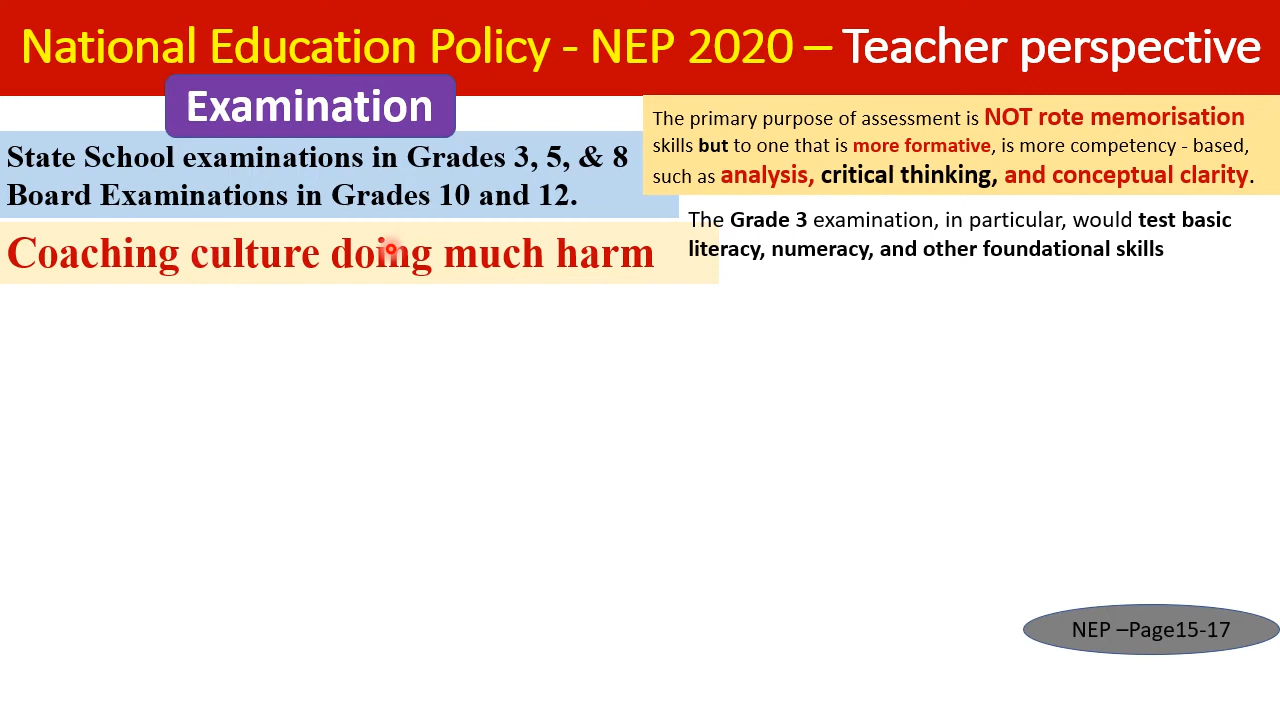 National Education Policy - NEP 2020 – Teacher perspective
Examination
State School examinations in Grades 3, 5, & 8
Board Examinations in Grades 10 and 12.
Coaching culture doing much harm
The primary purpose of assessment is NOT rote memorisation
skills but to one that is more formative, is more competency - based,
such as analysis, critical thinking, and conceptual clarity.
The Grade 3 examination, in particular, would test basic
literacy, numeracy, and other foundational skills
NEP –Page15-17